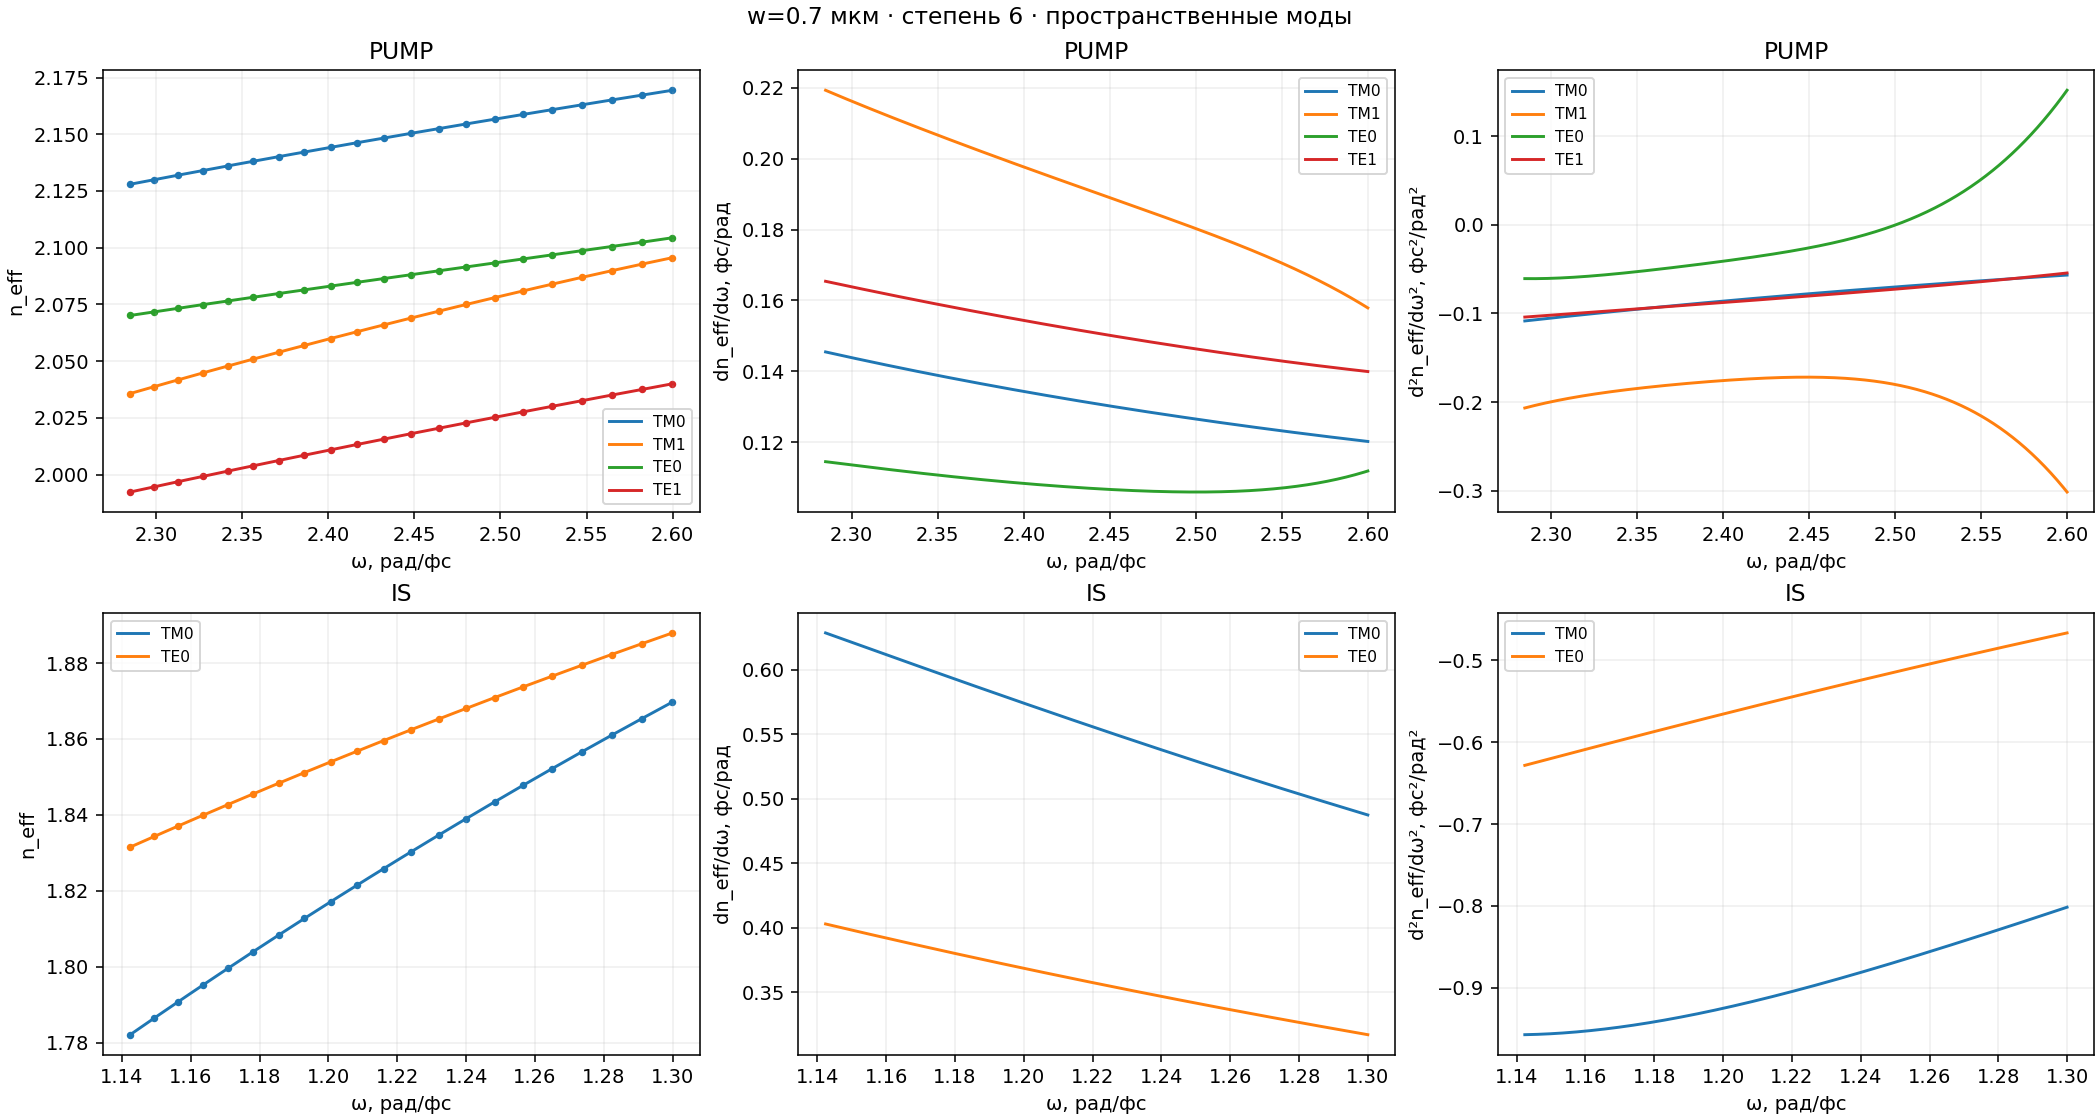 w=0.7 мкм · степень 6 · пространственные моды
PUMP
n_eff
2.175
2.150
2.125
2.100
2.075
2.050
2.025
2.000
TM0
TM1
TE0
TE1
2.30 2.35 2.40 2.45 2.50 2.55 2.60
ω, рад/фс
PUMP
dn_eff/dω, фс/рад
0.22
0.20
0.18
0.16
0.14
0.12
TM0
TM1
TE0
TE1
2.30 2.35 2.40 2.45 2.50 2.55 2.60
ω, рад/фс
PUMP
d²n_eff/dω², фс²/рад²
0.1
0.0
−0.1
−0.2
−0.3
TM0
TM1
TE0
TE1
2.30 2.35 2.40 2.45 2.50 2.55 2.60
ω, рад/фс
IS
n_eff
1.88
1.86
1.84
1.82
1.80
1.78
TM0
TE0
1.14 1.16 1.18 1.20 1.22 1.24 1.26 1.28 1.30
ω, рад/фс
IS
dn_eff/dω, фс/рад
0.60
0.55
0.50
0.45
0.40
0.35
TM0
TE0
1.14 1.16 1.18 1.20 1.22 1.24 1.26 1.28 1.30
ω, рад/фс
IS
d²n_eff/dω², фс²/рад²
−0.5
−0.6
−0.7
−0.8
−0.9
TM0
TE0
1.14 1.16 1.18 1.20 1.22 1.24 1.26 1.28 1.30
ω, рад/фс